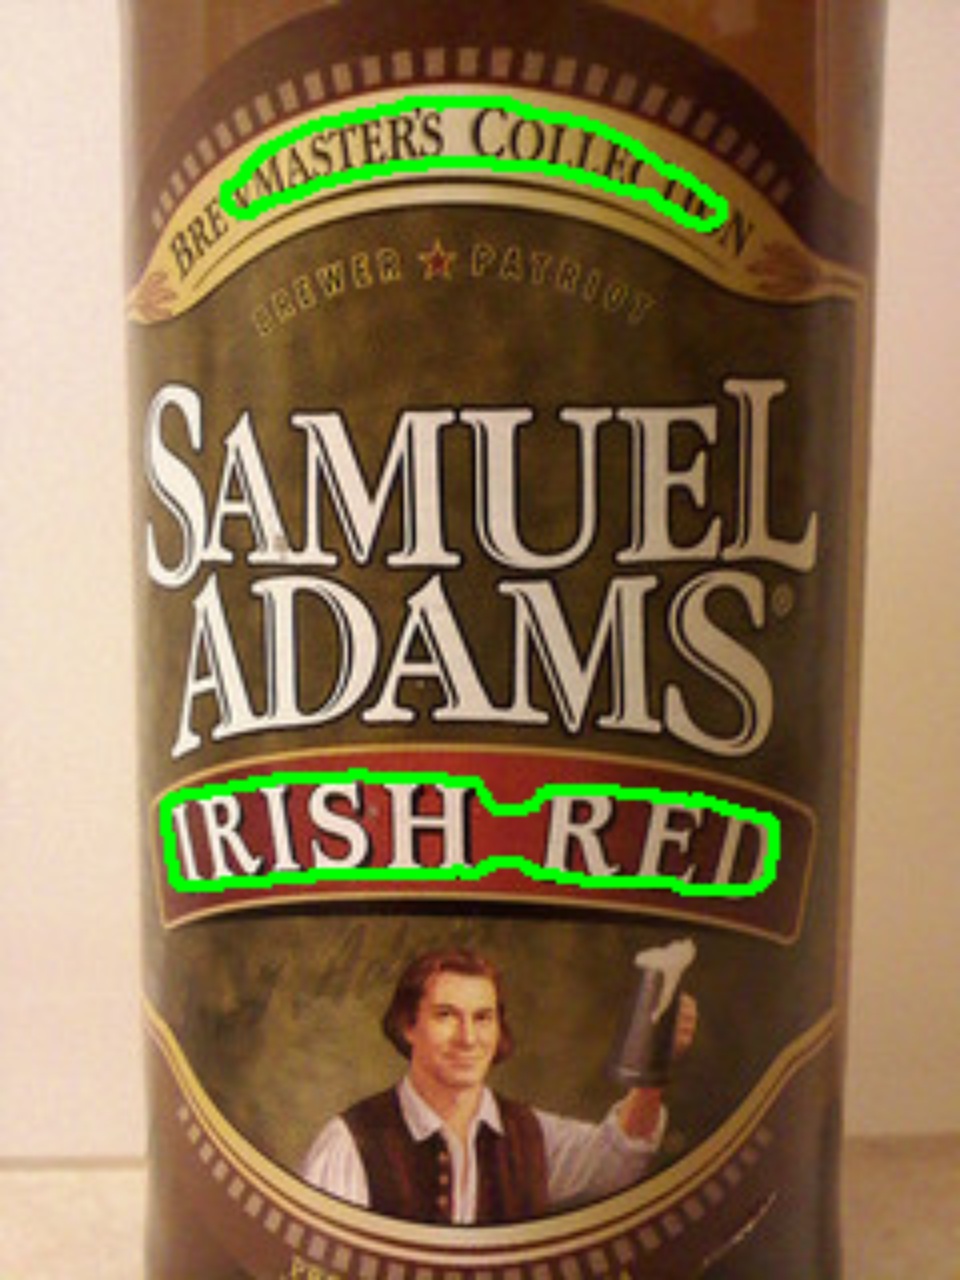 BREWMASTER'S COLLECTION
BREWER ★ PATRIOT
SAMUEL
ADAMS®
IRISH RED